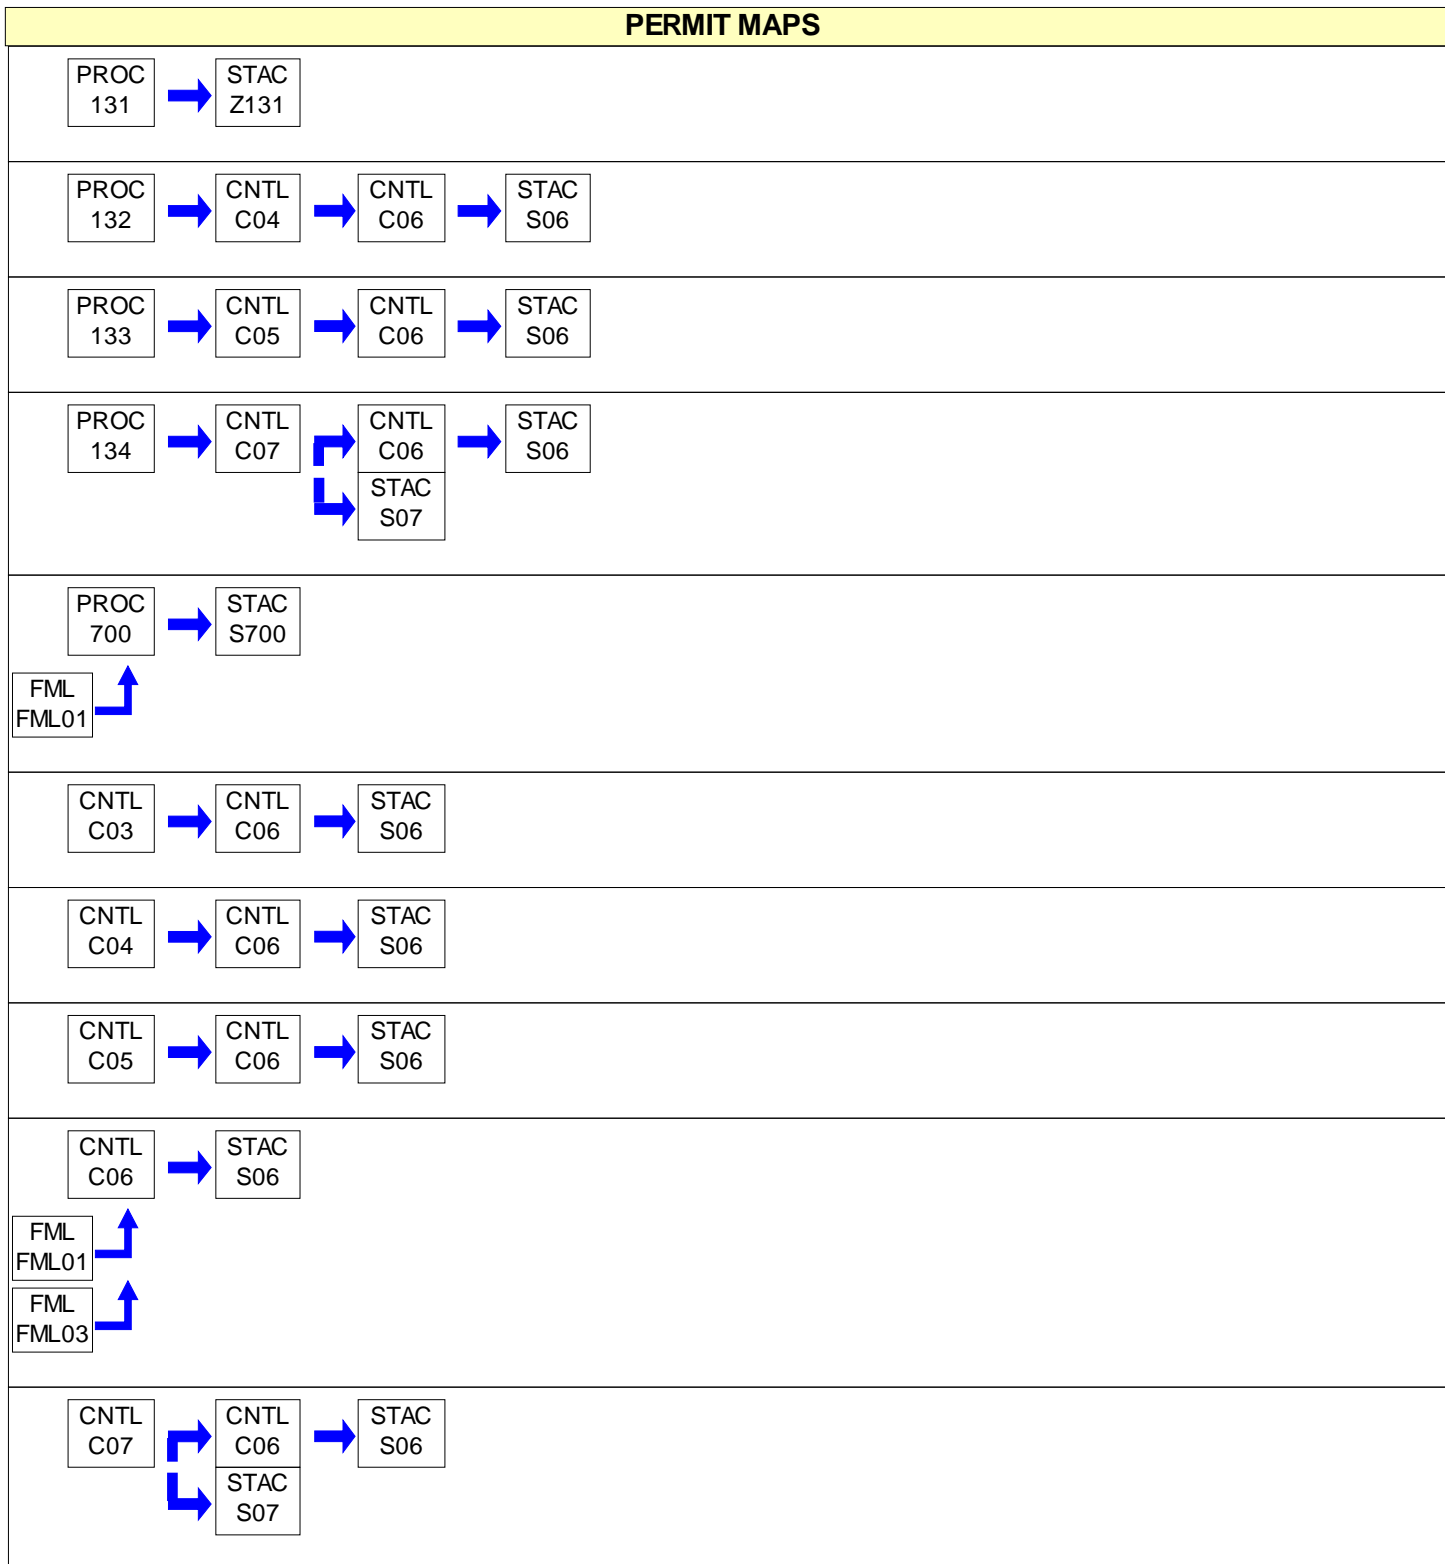 PERMIT MAPS
PROC
131
STAC
Z131
PROC
132
CNTL
C04
CNTL
C06
STAC
S06
PROC
133
CNTL
C05
CNTL
C06
STAC
S06
PROC
134
CNTL
C07
CNTL
C06
STAC
S06
STAC
S07
PROC
700
STAC
S700
FML
FML01
CNTL
C03
CNTL
C06
STAC
S06
CNTL
C04
CNTL
C06
STAC
S06
CNTL
C05
CNTL
C06
STAC
S06
CNTL
C06
STAC
S06
FML
FML01
FML
FML03
CNTL
C07
CNTL
C06
STAC
S06
STAC
S07